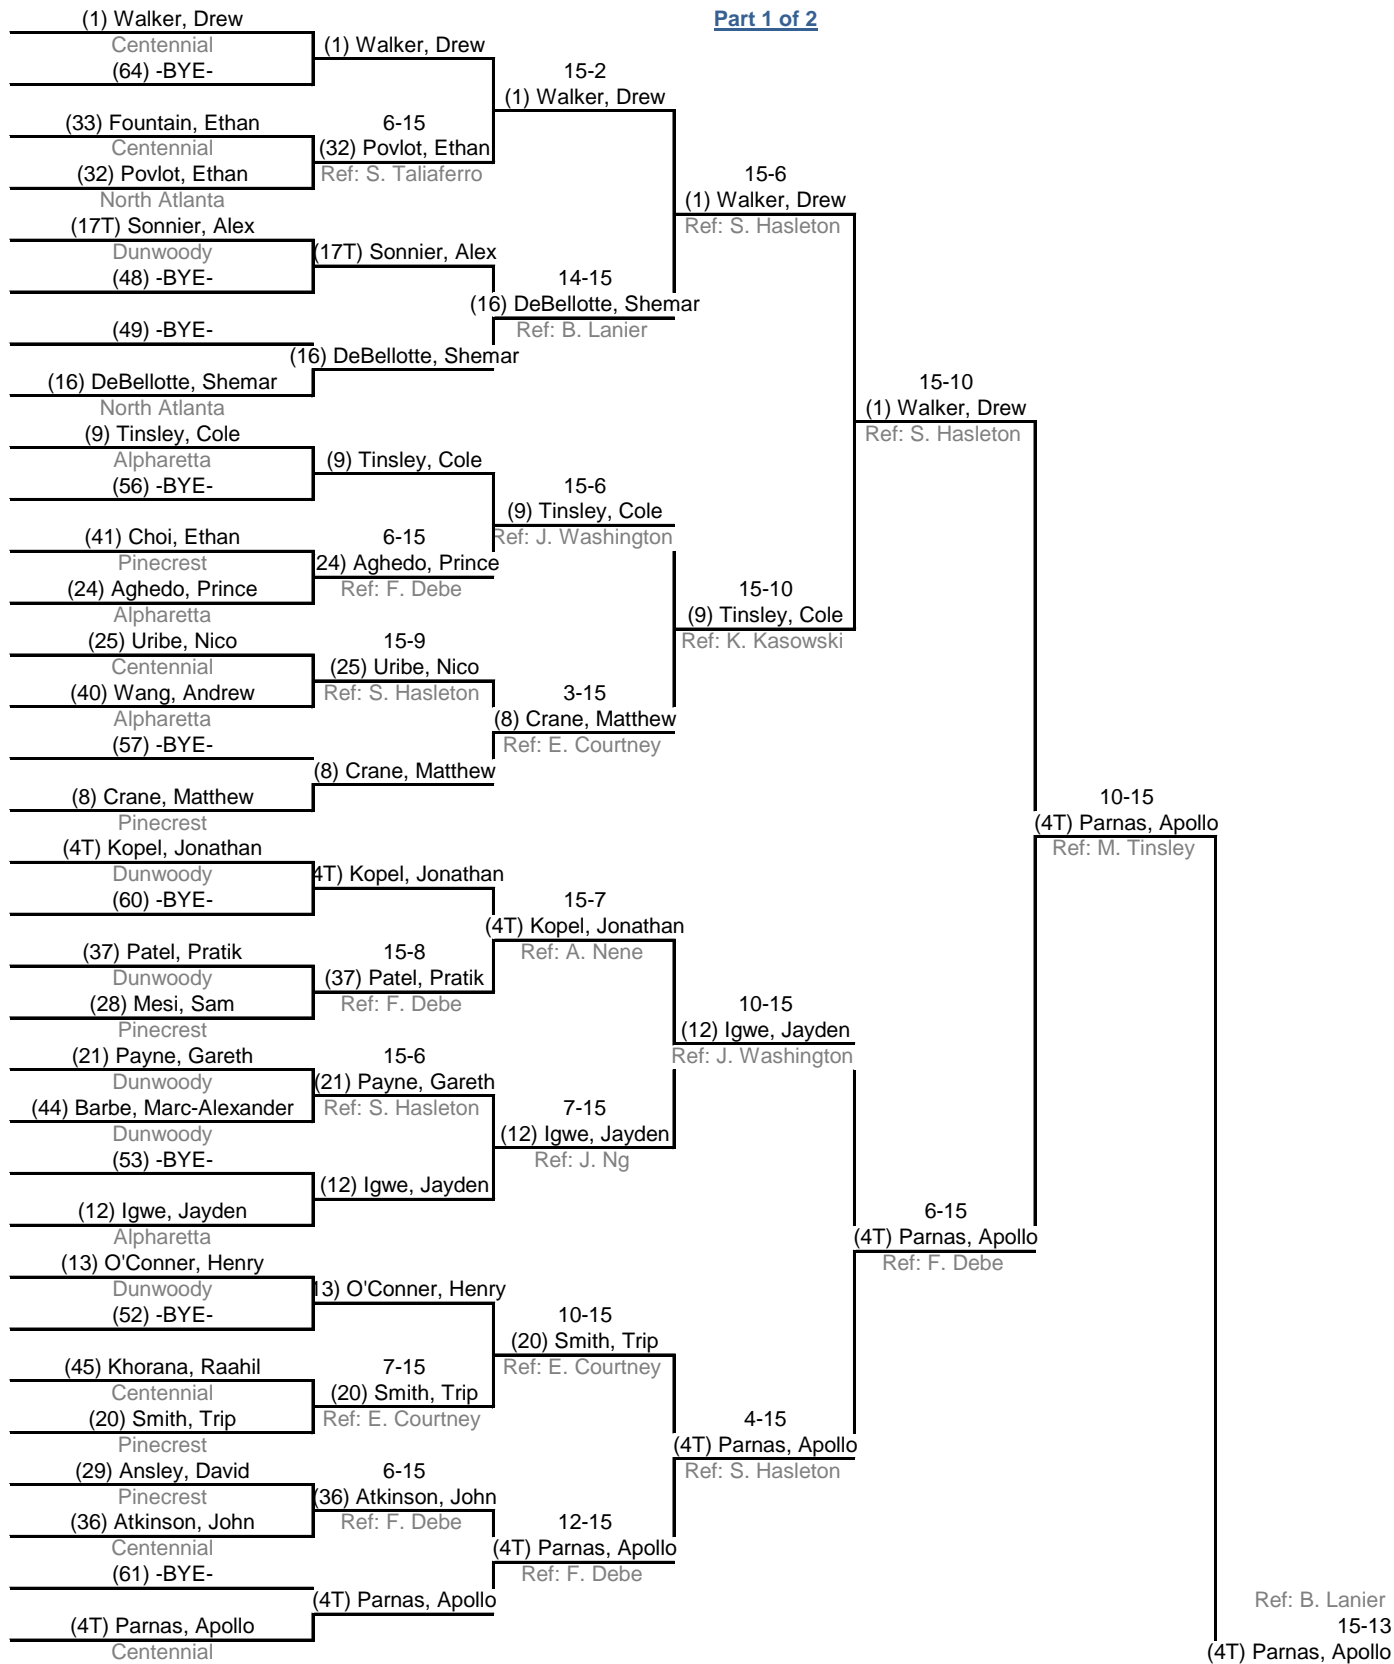 Part 1 of 2
(1) Walker, Drew
Centennial
(64) -BYE-
(33) Fountain, Ethan
Centennial
(32) Povlot, Ethan
North Atlanta
(17T) Sonnier, Alex
Dunwoody
(48) -BYE-
(49) -BYE-
(16) DeBellotte, Shemar
North Atlanta
(9) Tinsley, Cole
Alpharetta
(56) -BYE-
(41) Choi, Ethan
Pinecrest
(24) Aghedo, Prince
Alpharetta
(25) Uribe, Nico
Centennial
(40) Wang, Andrew
Alpharetta
(57) -BYE-
(8) Crane, Matthew
Pinecrest
(4T) Kopel, Jonathan
Dunwoody
(60) -BYE-
(37) Patel, Pratik
Dunwoody
(28) Mesi, Sam
Pinecrest
(21) Payne, Gareth
Dunwoody
(44) Barbe, Marc-Alexander
Dunwoody
(53) -BYE-
(12) Igwe, Jayden
Alpharetta
(13) O'Conner, Henry
Dunwoody
(52) -BYE-
(45) Khorana, Raahil
Centennial
(20) Smith, Trip
Pinecrest
(29) Ansley, David
Pinecrest
(36) Atkinson, John
Centennial
(61) -BYE-
(4T) Parnas, Apollo
Centennial
(1) Walker, Drew
6-15
(32) Povlot, Ethan
Ref: S. Taliaferro
(17T) Sonnier, Alex
(16) DeBellotte, Shemar
(9) Tinsley, Cole
6-15
24) Aghedo, Prince
Ref: F. Debe
15-9
(25) Uribe, Nico
Ref: S. Hasleton
(8) Crane, Matthew
4T) Kopel, Jonathan
15-8
(37) Patel, Pratik
Ref: F. Debe
15-6
(21) Payne, Gareth
Ref: S. Hasleton
(12) Igwe, Jayden
13) O'Conner, Henry
7-15
(20) Smith, Trip
Ref: E. Courtney
6-15
(36) Atkinson, John
Ref: F. Debe
(4T) Parnas, Apollo
15-2
(1) Walker, Drew
14-15
(16) DeBellotte, Shemar
Ref: B. Lanier
15-6
(9) Tinsley, Cole
Ref: J. Washington
3-15
(8) Crane, Matthew
Ref: E. Courtney
15-7
(4T) Kopel, Jonathan
Ref: A. Nene
7-15
(12) Igwe, Jayden
Ref: J. Ng
10-15
(20) Smith, Trip
Ref: E. Courtney
12-15
(4T) Parnas, Apollo
Ref: F. Debe
15-6
(1) Walker, Drew
Ref: S. Hasleton
15-10
(9) Tinsley, Cole
Ref: K. Kasowski
10-15
(12) Igwe, Jayden
Ref: J. Washington
4-15
(4T) Parnas, Apollo
Ref: S. Hasleton
15-10
(1) Walker, Drew
Ref: S. Hasleton
6-15
(4T) Parnas, Apollo
Ref: F. Debe
10-15
(4T) Parnas, Apollo
Ref: M. Tinsley
Ref: B. Lanier
15-13
(4T) Parnas, Apollo